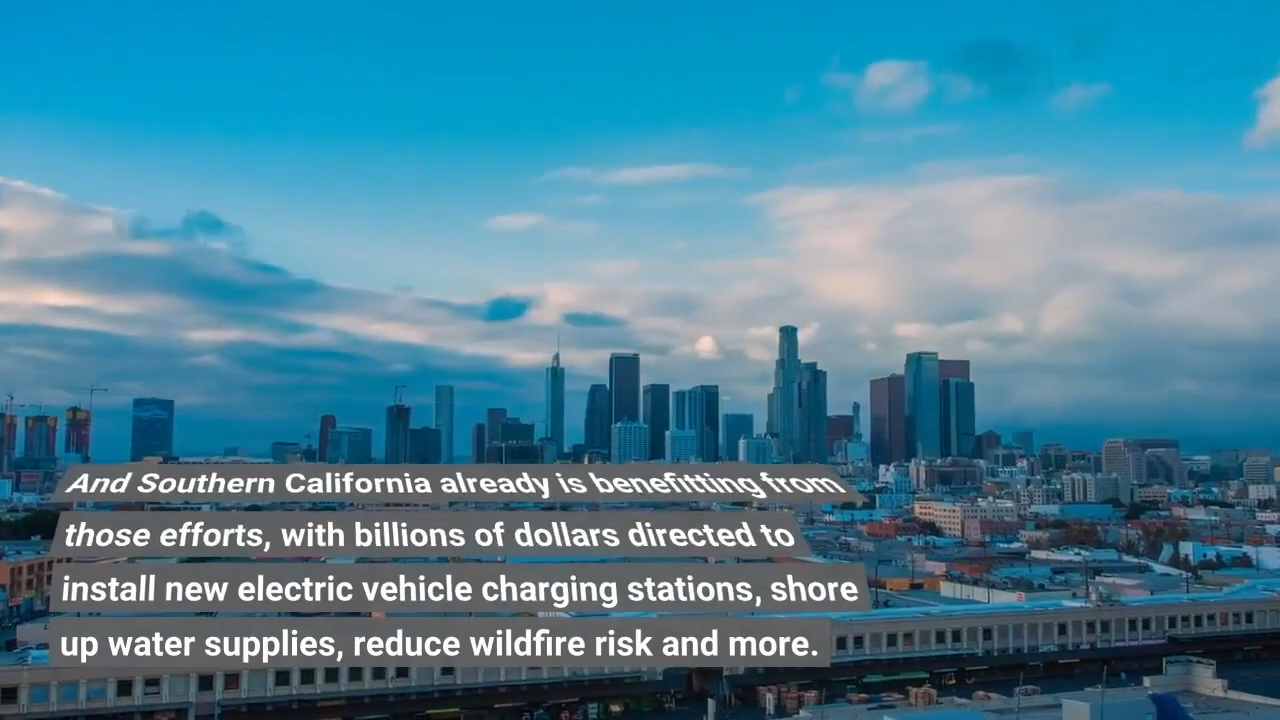 And Southern California already is benefitting from
those efforts, with billions of dollars directed to
install new electric vehicle charging stations, shore
up water supplies, reduce wildfire risk and more.